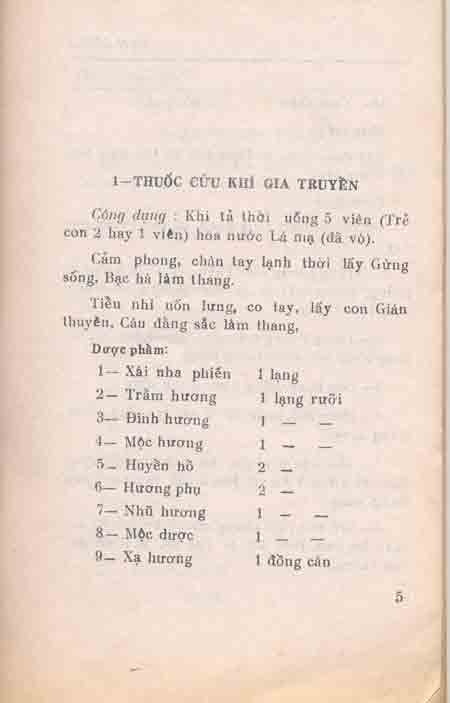 1—THUỐC CỨU KHÍ GIA TRUYỀN
Công dụng : Khi tả thời uống 5 viên (Trẻ
con 2 hay 1 viên) hòa nước Lá mạ (đã vò).
Cảm phong, chân tay lạnh thời lấy Gừng
sống, Bạc hà làm thang.
Tiều nhi uốn lưng, co tay, lấy con Gián
thuyền, Câu đằng sắc làm thang,
Dược phẩm:
1— Xái nha phiến 1 lạng
2— Trầm hương 1 lạng rưỡi
3— Đinh hương 1 — —
4— Mộc hương 1 — —
5— Huyền hồ 2 —
6— Hương phụ 2 —
7— Nhũ hương 1 — —
8— Mộc dược 1 — —
9— Xạ hương 1 đồng cân
5